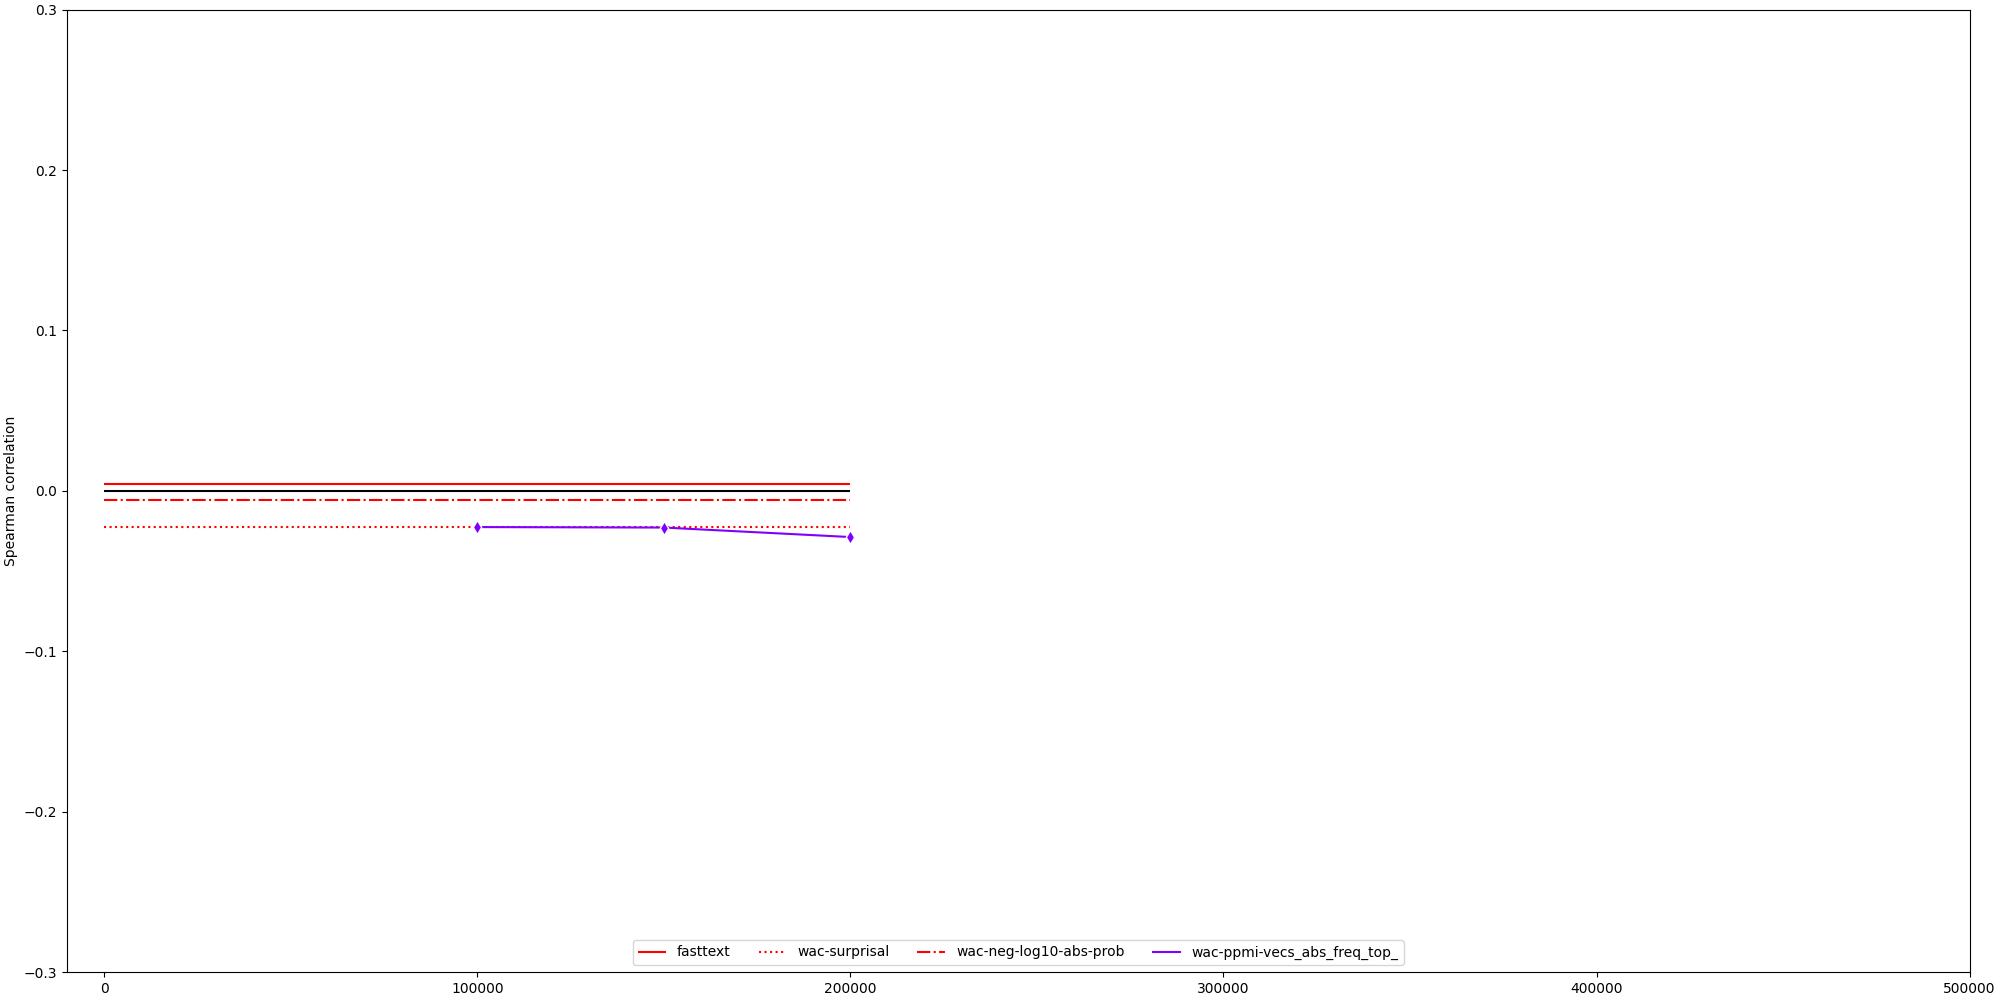 0.3
0.2
0.1
0.0
−0.1
−0.2
−0.3
Spearman correlation
fasttext wac-surprisal wac-neg-log10-abs-prob wac-ppmi-vecs_abs_freq_top_
0 100000 200000 300000 400000 500000